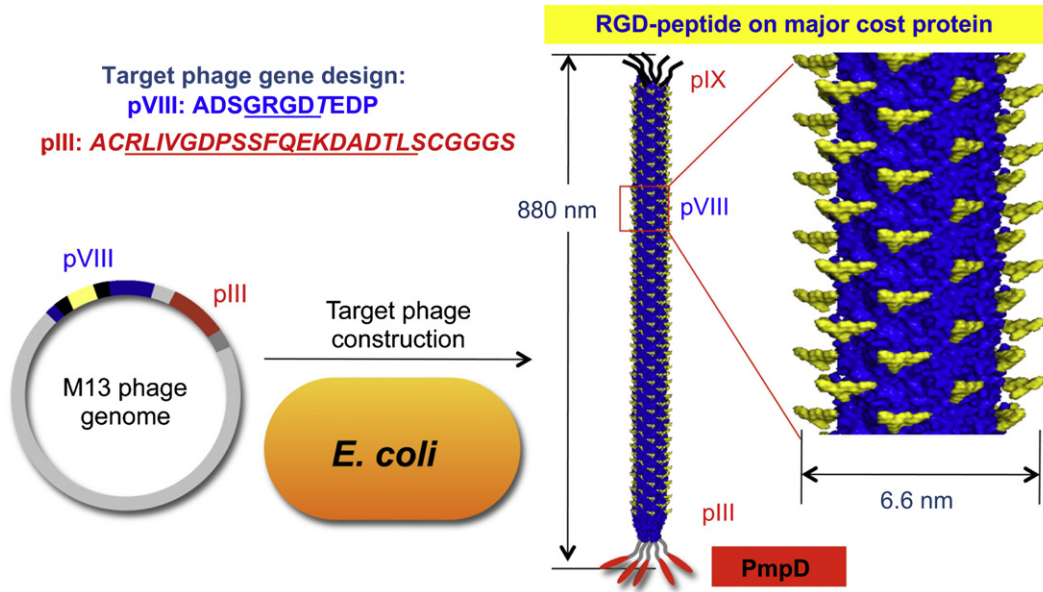 RGD-peptide on major cost protein
Target phage gene design:
pVIII: ADSGRGDTEDP
pIII: ACRLIVGDPSSFQEKDADTLSCGGGS
pIX
880 nm
pVIII
pVIII
pIII
M13 phage
genome
Target phage
construction
E. coli
6.6 nm
pIII
PmpD